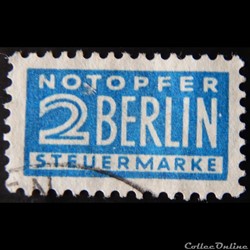 NOTOPFER
2 BERLIN
STEUERMARKE
© CollecOnline